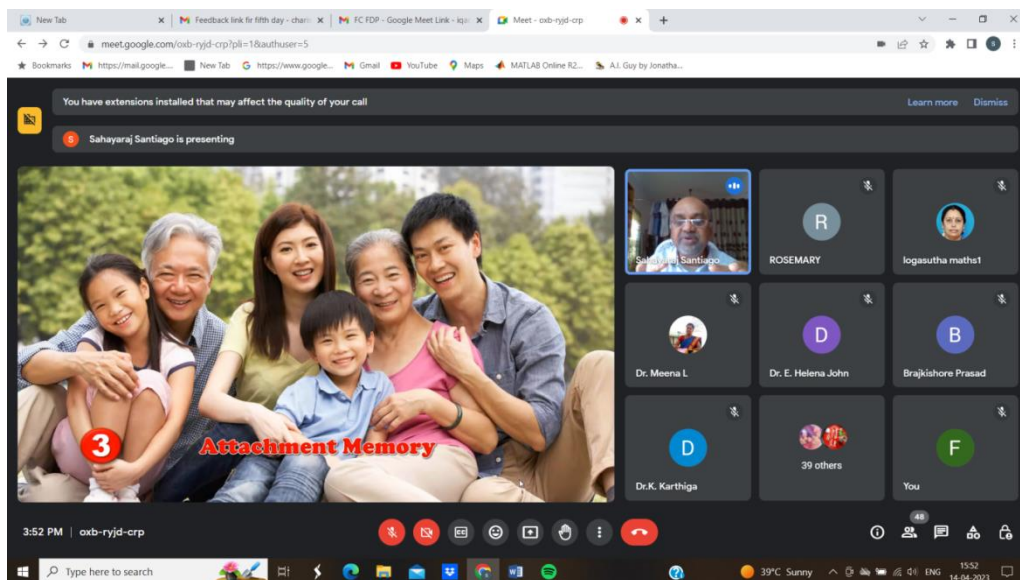 New Tab
Feedback link fir fifth day - chan
FC FDP - Google Meet Link - iqa
Meet - oxb-ryjd-crp
meet.google.com/oxb-ryjd-crp?pli=1&authuser=5
Bookmarks
https://mail.google...
New Tab
https://www.google...
Gmail
YouTube
Maps
MATLAB Online R2...
A.I. Guy by Jonatha...
You have extensions installed that may affect the quality of your call
Learn more
Dismiss
S
Sahayaraj Santiago is presenting
3
Attachment Memory
Sahayaraj Santiago
R
ROSEMARY
logasutha maths1
Dr. Meena L
D
Dr. E. Helena John
B
Brajkishore Prasad
D
Dr.K. Karthiga
39 others
F
You
3:52 PM | oxb-ryjd-crp
CC
48
Type here to search
39°C Sunny
ENG
15:52
14-04-2023